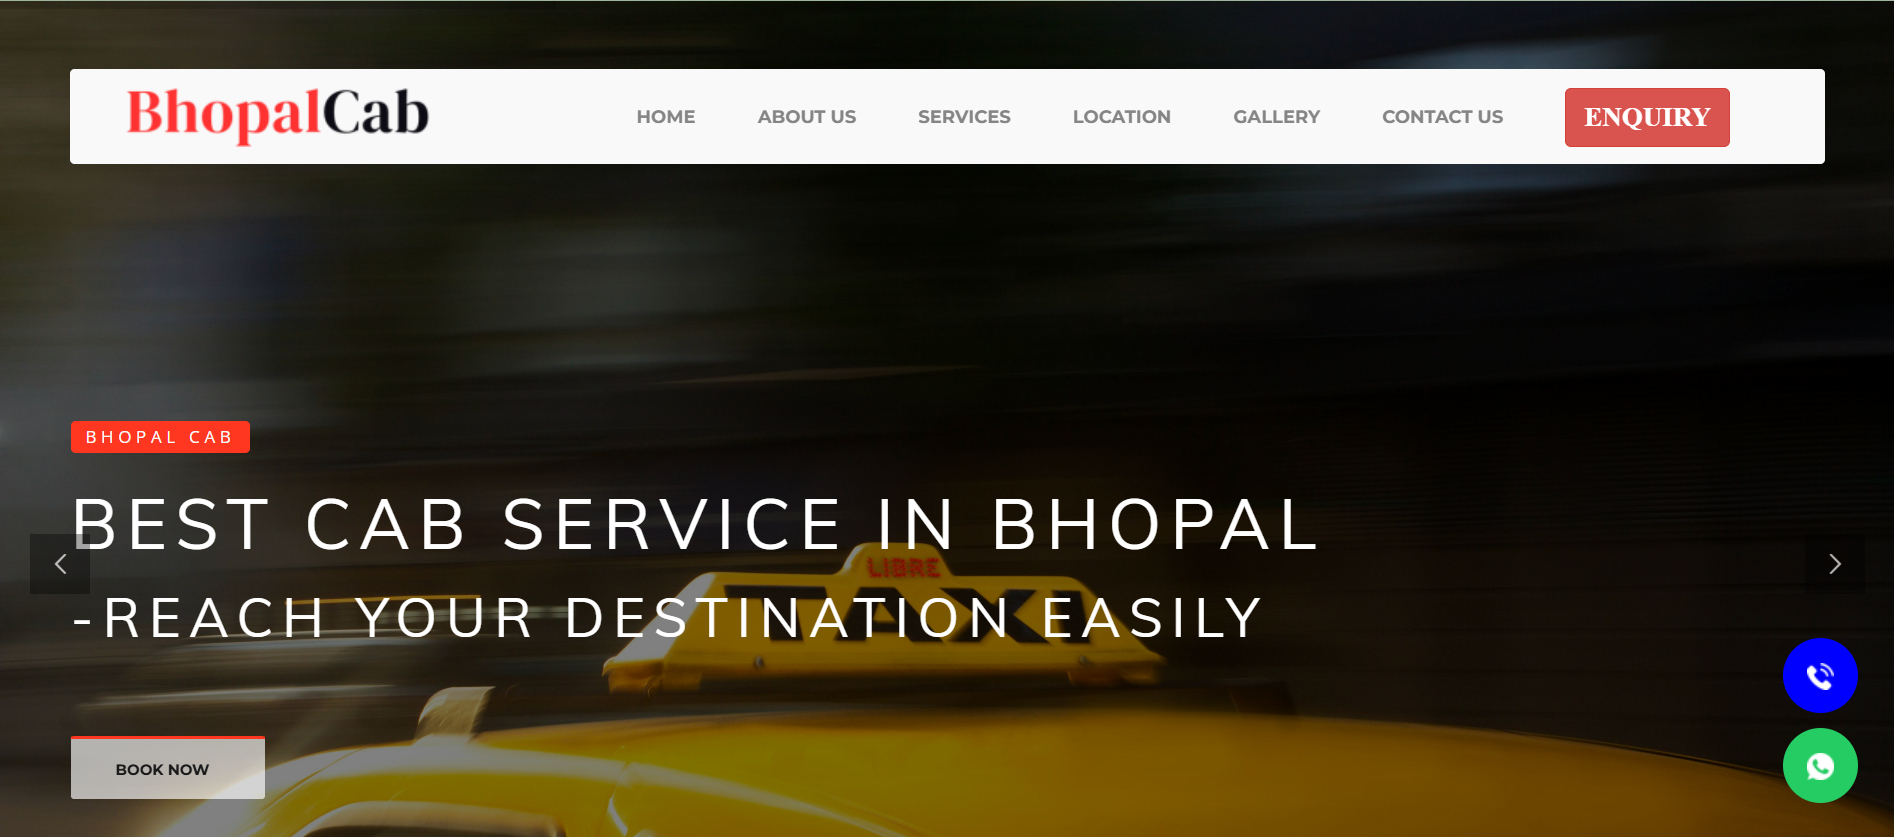 BhopalCab
HOME ABOUT US SERVICES LOCATION GALLERY CONTACT US ENQUIRY
BHOPAL CAB
BEST CAB SERVICE IN BHOPAL
LIBRE
TAXI
-REACH YOUR DESTINATION EASILY
BOOK NOW